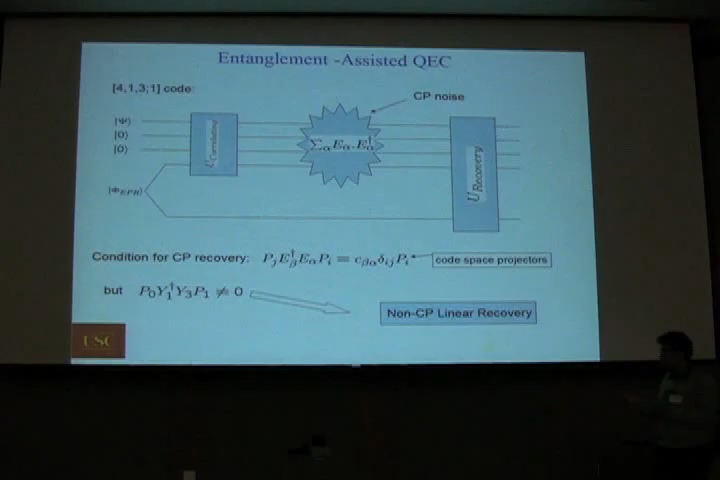 Entanglement -Assisted QEC
[4,1,3;1] code:
CP noise
|Ψ⟩
|0⟩
|0⟩
|Φ_EPR⟩
∑_α E_α . E_α^†
U_Recovery
Condition for CP recovery: P_j E_β^† E_α P_i = c_βα δ_ij P_i
code space projectors
but P_0 Y_1^† Y_3 P_1 ≠ 0
Non-CP Linear Recovery
USC